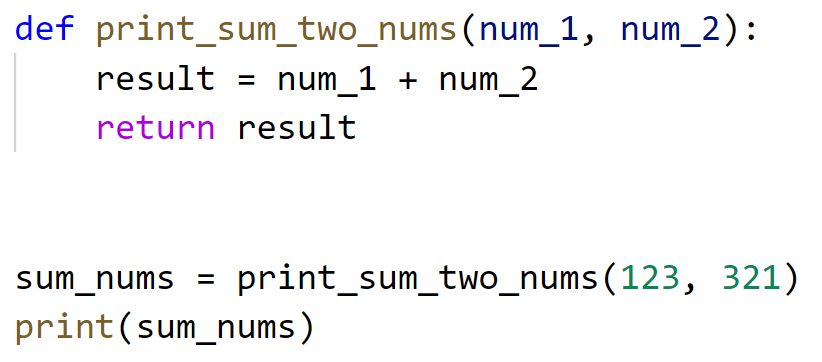 def print_sum_two_nums(num_1, num_2):
    result = num_1 + num_2
    return result
sum_nums = print_sum_two_nums(123, 321)
print(sum_nums)